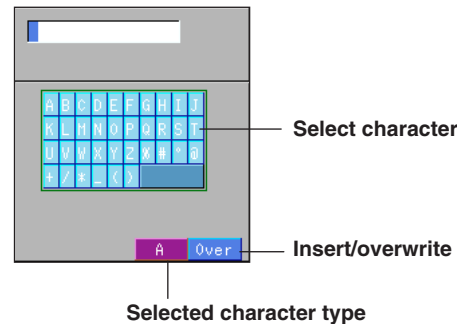 A B C D E F G H I J
K L M N O P Q R S T
U V W X Y Z % # ° @
+ / * _ ( )
Select character
A Over
Insert/overwrite
Selected character type